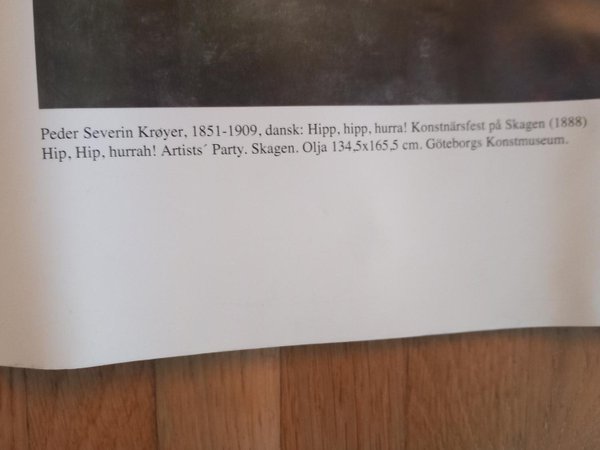 Peder Severin Krøyer, 1851-1909, dansk: Hipp, hipp, hurra! Konstnärsfest på Skagen (1888)
Hip, Hip, hurrah! Artists´ Party. Skagen. Olja 134,5x165,5 cm. Göteborgs Konstmuseum.